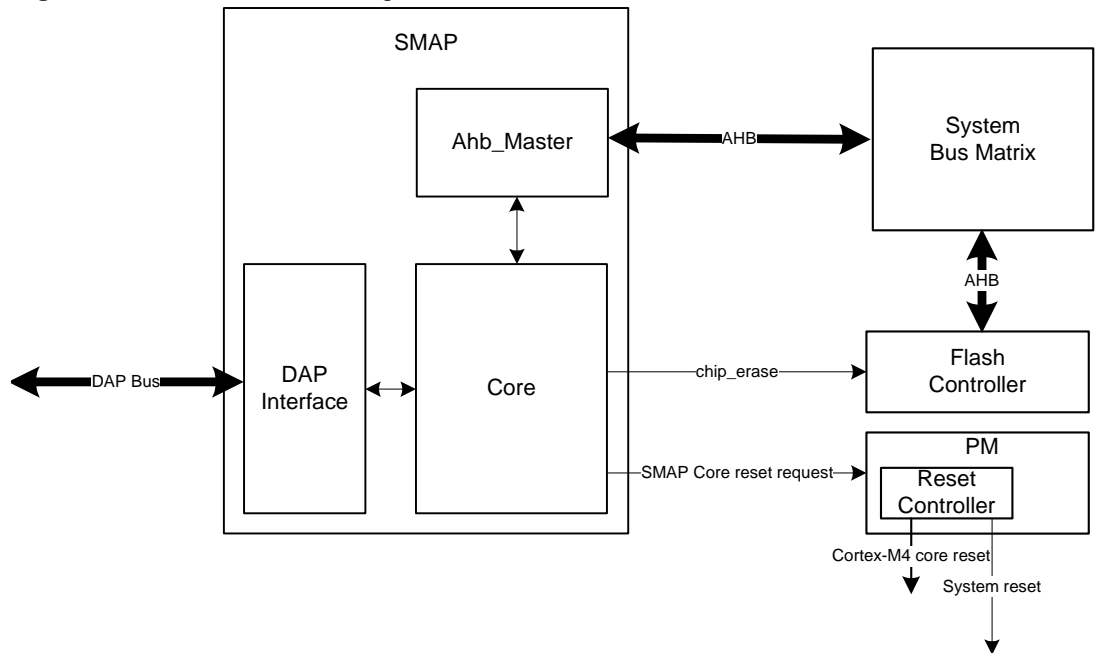 SMAP
Ahb_Master
AHB
System
Bus Matrix
AHB
DAP Bus
DAP
Interface
Core
chip_erase
Flash
Controller
SMAP Core reset request
PM
Reset
Controller
Cortex-M4 core reset
System reset